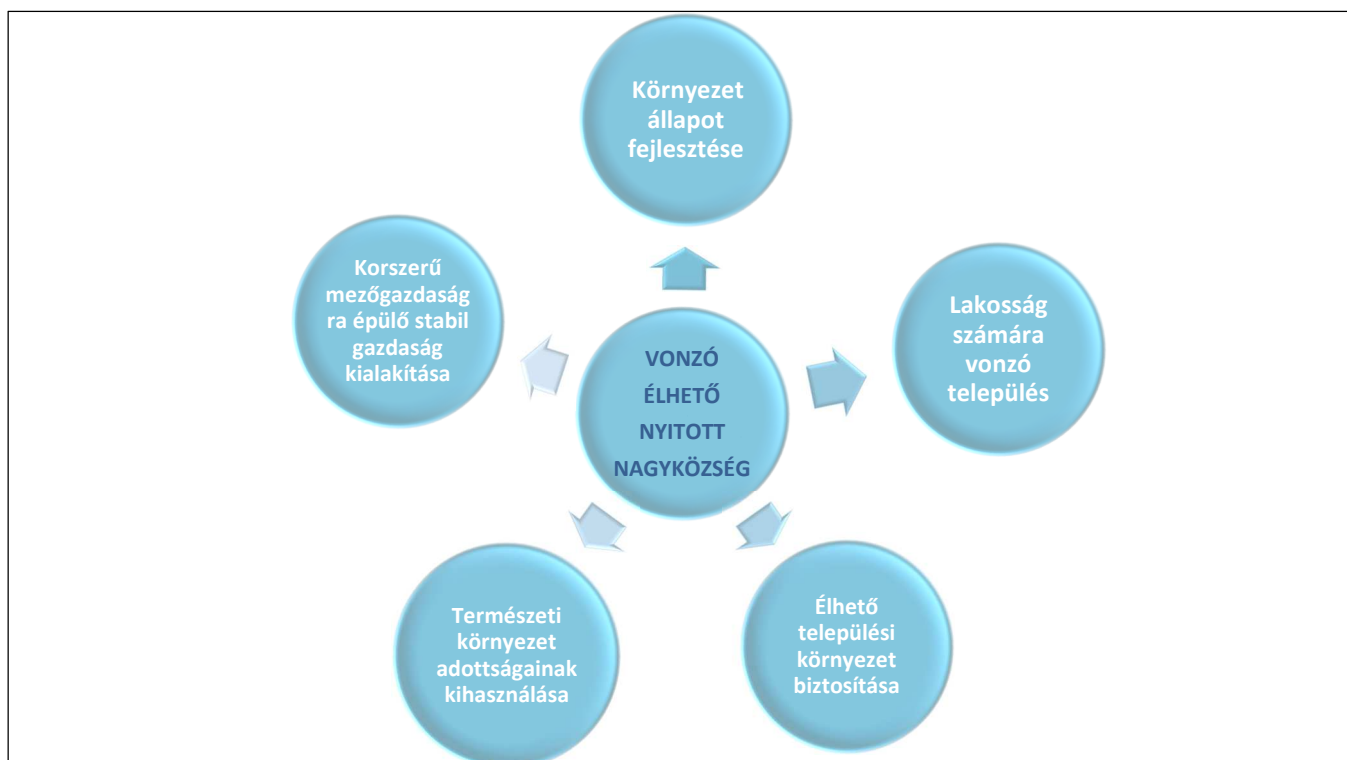 Környezet
állapot
fejlesztése
Korszerű
mezőgazdaság
ra épülő stabil
gazdaság
kialakítása
Lakosság
számára
vonzó
település
VONZÓ
ÉLHETŐ
NYITOTT
NAGYKÖZSÉG
Természeti
környezet
adottságainak
kihasználása
Élhető
települési
környezet
biztosítása